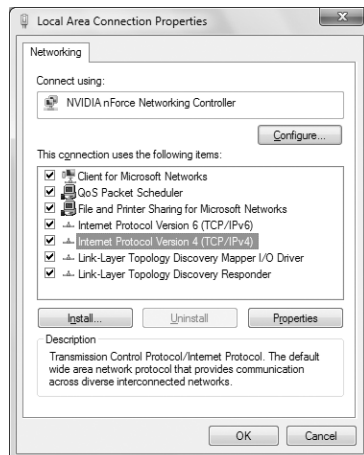 Local Area Connection Properties
Networking
Connect using:
NVIDIA nForce Networking Controller
Configure...
This connection uses the following items:
Client for Microsoft Networks
QoS Packet Scheduler
File and Printer Sharing for Microsoft Networks
Internet Protocol Version 6 (TCP/IPv6)
Internet Protocol Version 4 (TCP/IPv4)
Link-Layer Topology Discovery Mapper I/O Driver
Link-Layer Topology Discovery Responder
Install... Uninstall Properties
Description
Transmission Control Protocol/Internet Protocol. The default
wide area network protocol that provides communication
across diverse interconnected networks.
OK Cancel